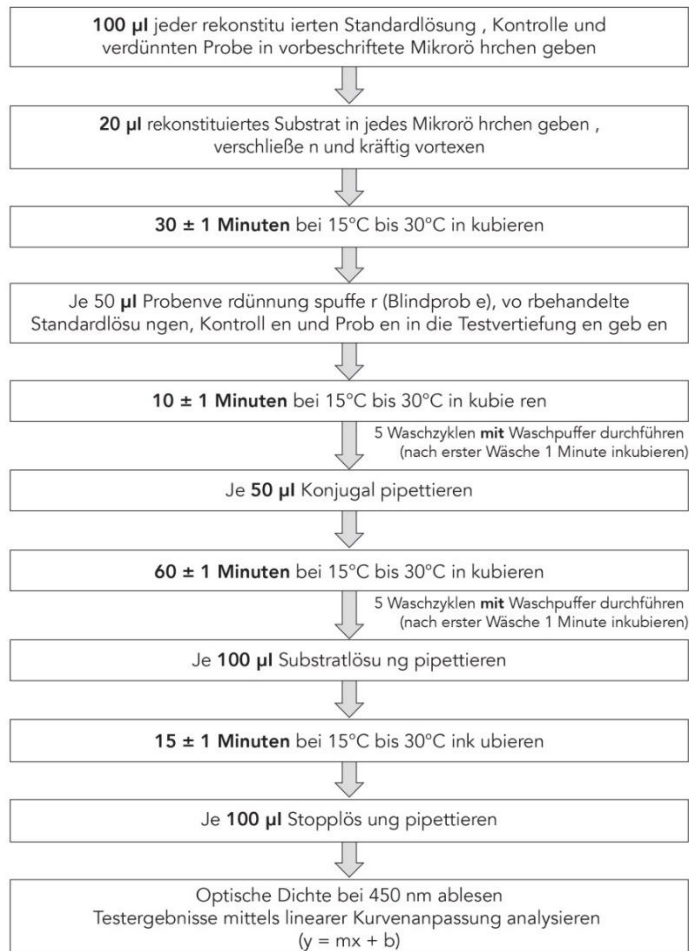 100 µl jeder rekonstitu ierten Standardlösung , Kontrolle und
verdünnten Probe in vorbeschriftete Mikrorö hrchen geben
20 µl rekonstituiertes Substrat in jedes Mikrorö hrchen geben ,
verschließe n und kräftig vortexen
30 ± 1 Minuten bei 15°C bis 30°C in kubieren
Je 50 µl Probenve rdünnung spuffe r (Blindprob e), vo rbehandelte
Standardlösu ngen, Kontroll en und Prob en in die Testvertiefung en geb en
10 ± 1 Minuten bei 15°C bis 30°C in kubie ren
5 Waschzyklen mit Waschpuffer durchführen
(nach erster Wäsche 1 Minute inkubieren)
Je 50 µl Konjugal pipettieren
60 ± 1 Minuten bei 15°C bis 30°C in kubieren
5 Waschzyklen mit Waschpuffer durchführen
(nach erster Wäsche 1 Minute inkubieren)
Je 100 µl Substratlösu ng pipettieren
15 ± 1 Minuten bei 15°C bis 30°C ink ubieren
Je 100 µl Stopplös ung pipettieren
Optische Dichte bei 450 nm ablesen
Testergebnisse mittels linearer Kurvenanpassung analysieren
(y = mx + b)